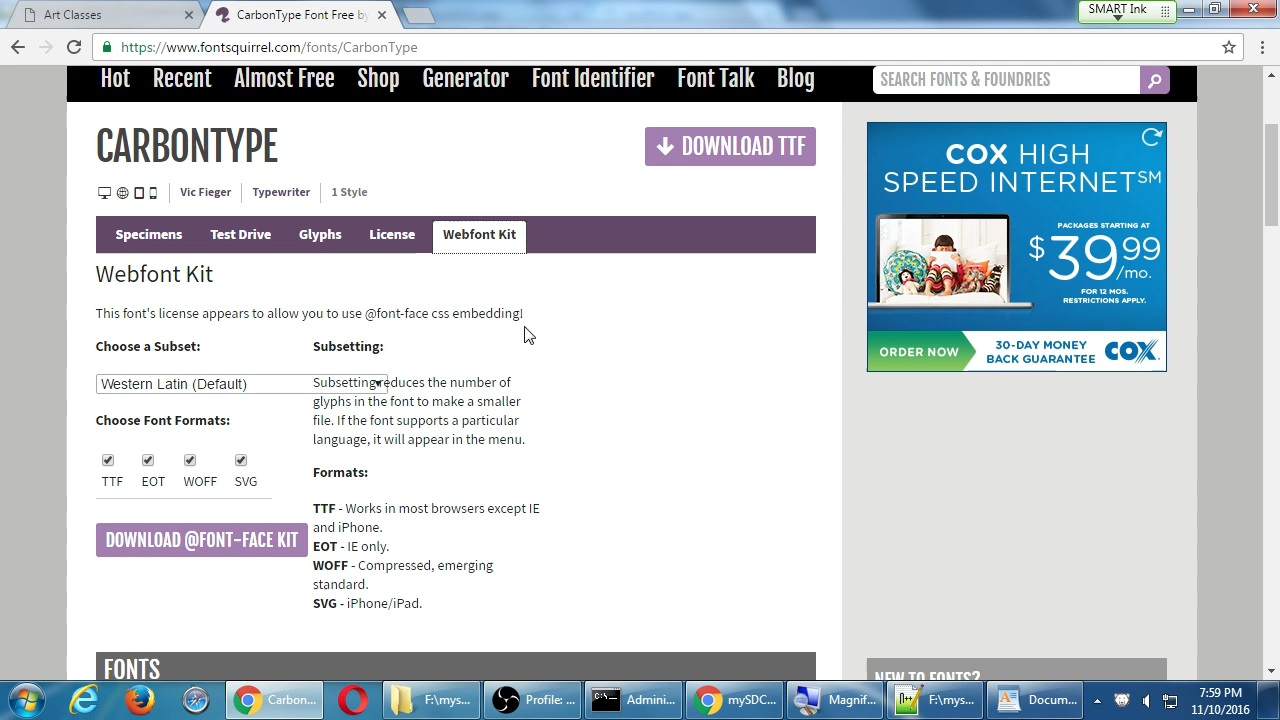 Art Classes
CarbonType Font Free by
SMART Ink
https://www.fontsquirrel.com/fonts/CarbonType
Hot Recent Almost Free Shop Generator Font Identifier Font Talk Blog
SEARCH FONTS & FOUNDRIES
CARBONTYPE
DOWNLOAD TTF
Vic Fieger Typewriter 1 Style
Specimens Test Drive Glyphs License Webfont Kit
Webfont Kit
This font's license appears to allow you to use @font-face css embedding!
Choose a Subset:
Western Latin (Default)
Choose Font Formats:
TTF EOT WOFF SVG
DOWNLOAD @FONT-FACE KIT
Subsetting:
Subsetting reduces the number of
glyphs in the font to make a smaller
file. If the font supports a particular
language, it will appear in the menu.
Formats:
TTF - Works in most browsers except IE
and iPhone.
EOT - IE only.
WOFF - Compressed, emerging
standard.
SVG - iPhone/iPad.
FONTS
COX HIGH
SPEED INTERNET℠
PACKAGES STARTING AT
$39.99/mo.
FOR 12 MOS.
RESTRICTIONS APPLY.
ORDER NOW
30-DAY MONEY
BACK GUARANTEE
COX
NEW TO FONTS?
Carbon...
F:\mys...
Profile: ...
Admini...
mySDC...
Magnif...
F:\mys...
Docum...
7:59 PM
11/10/2016